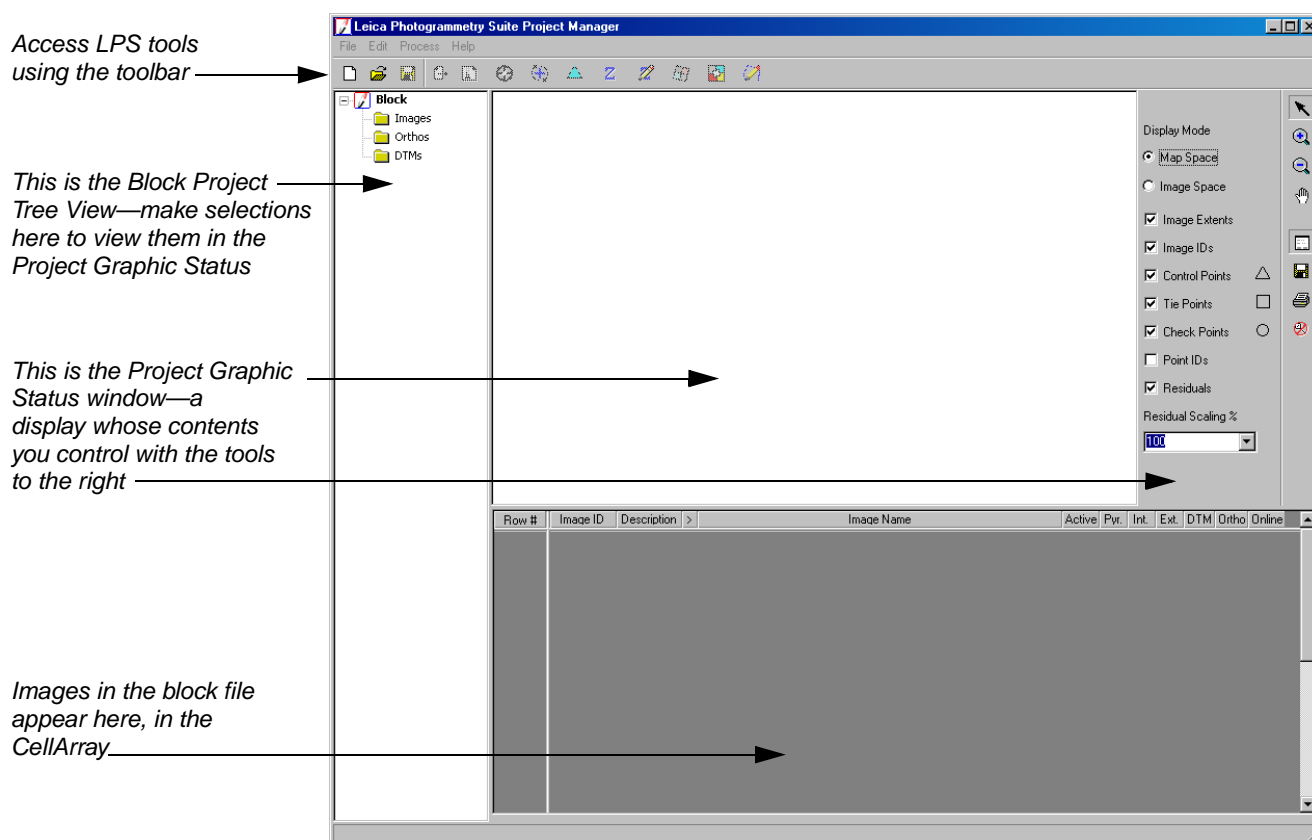 Access LPS tools
using the toolbar
This is the Block Project
Tree View—make selections
here to view them in the
Project Graphic Status
This is the Project Graphic
Status window—a
display whose contents
you control with the tools
to the right
Images in the block file
appear here, in the
CellArray
Leica Photogrammetry Suite Project Manager
File Edit Process Help
Block
Images
Orthos
DTMs
Display Mode
Map Space
Image Space
Image Extents
Image IDs
Control Points
Tie Points
Check Points
Point IDs
Residuals
Residual Scaling %
100
Row # Image ID Description > Image Name Active Pyr. Int. Ext. DTM Ortho Online